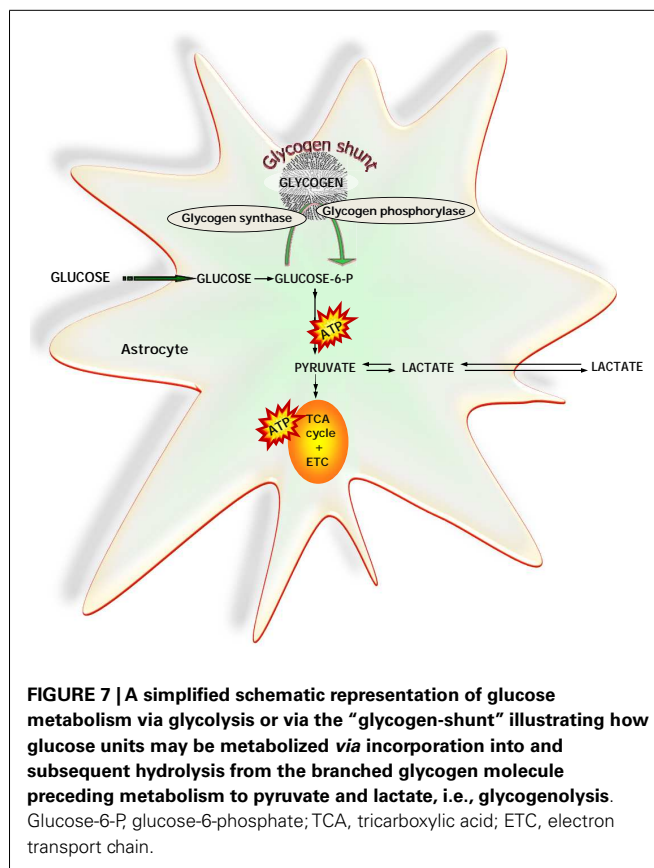 Glycogen shunt
GLYCOGEN
Glycogen synthase
Glycogen phosphorylase
GLUCOSE
GLUCOSE
GLUCOSE-6-P
ATP
Astrocyte
PYRUVATE
LACTATE
LACTATE
ATP
TCA
cycle
+
ETC
FIGURE 7 | A simplified schematic representation of glucose
metabolism via glycolysis or via the “glycogen-shunt” illustrating how
glucose units may be metabolized via incorporation into and
subsequent hydrolysis from the branched glycogen molecule
preceding metabolism to pyruvate and lactate, i.e., glycogenolysis.
Glucose-6-P, glucose-6-phosphate; TCA, tricarboxylic acid; ETC, electron
transport chain.